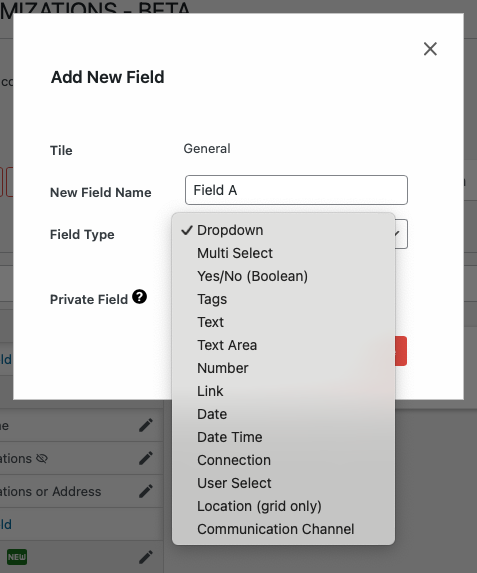 MIZATIONS - BETA
Add New Field
Tile
General
New Field Name
Field A
Field Type
✓ Dropdown
Multi Select
Yes/No (Boolean)
Private Field ?
Tags
Text
Text Area
Number
Link
Date
Date Time
Connection
User Select
Location (grid only)
Communication Channel
ations
ations or Address
NEW